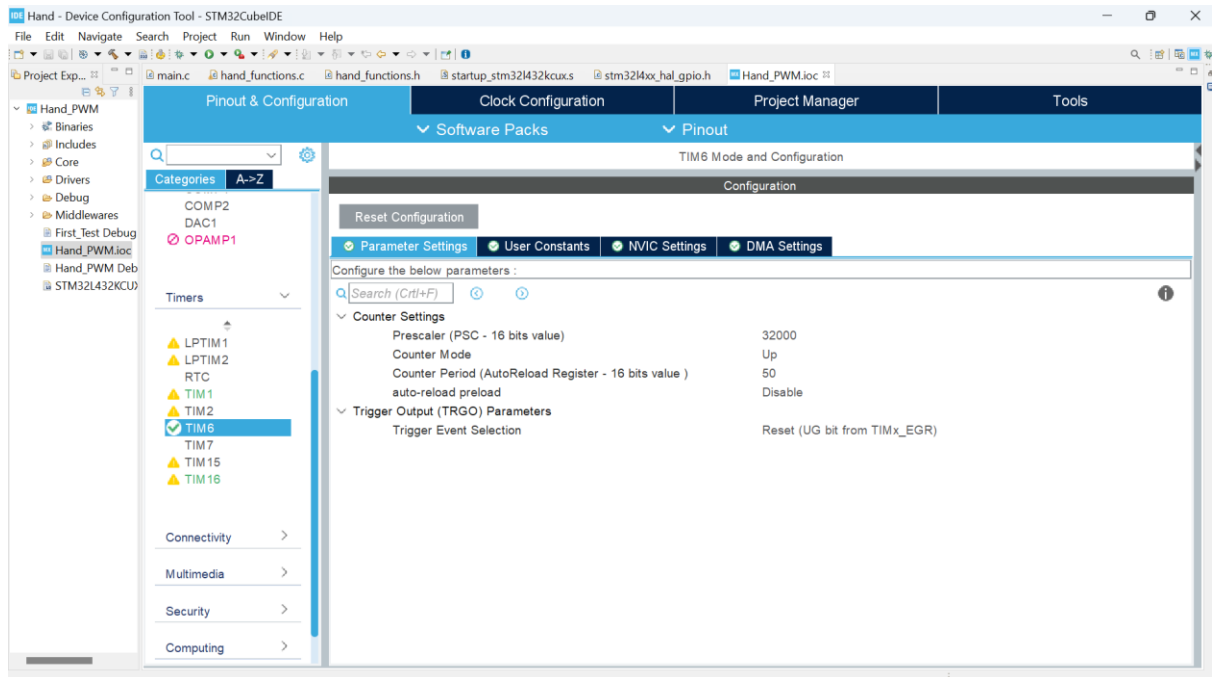 IDE Hand - Device Configuration Tool - STM32CubeIDE
File Edit Navigate Search Project Run Window Help
Project Exp... main.c hand_functions.c hand_functions.h startup_stm32l432kcux.s stm32l4xx_hal_gpio.h Hand_PWM.ioc
Hand_PWM
Binaries
Includes
Core
Drivers
Debug
Middlewares
First_Test Debug
Hand_PWM.ioc
Hand_PWM Deb
STM32L432KCUX
Pinout & Configuration Clock Configuration Project Manager Tools
Software Packs Pinout
TIM6 Mode and Configuration
Categories A->Z
Configuration
COMP2
DAC1
OPAMP1
Timers
LPTIM1
LPTIM2
RTC
TIM1
TIM2
TIM6
TIM7
TIM15
TIM16
Connectivity
Multimedia
Security
Computing
Reset Configuration
Parameter Settings User Constants NVIC Settings DMA Settings
Configure the below parameters :
Search (Crtl+F)
Counter Settings
Prescaler (PSC - 16 bits value) 32000
Counter Mode Up
Counter Period (AutoReload Register - 16 bits value ) 50
auto-reload preload Disable
Trigger Output (TRGO) Parameters
Trigger Event Selection Reset (UG bit from TIMx_EGR)